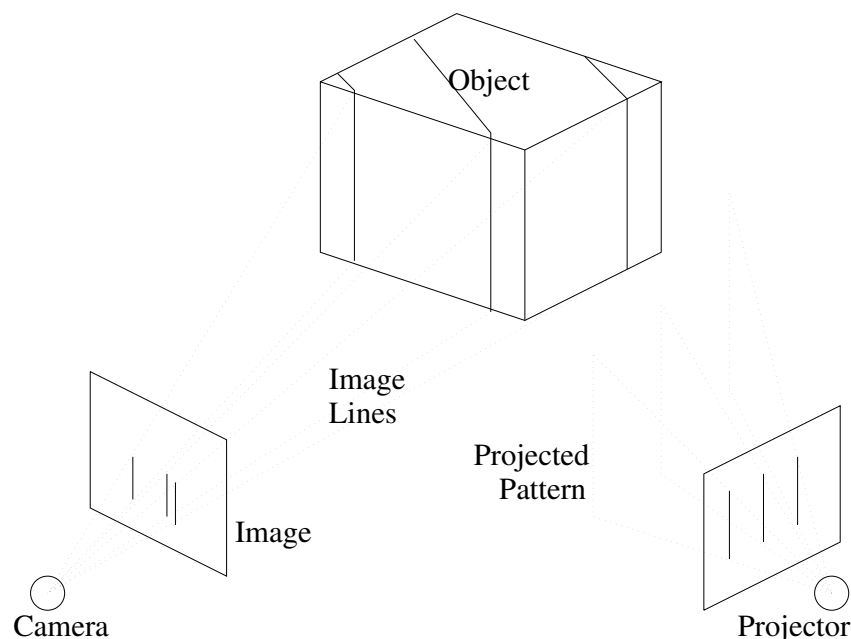 Object
Image
Lines
Projected
Pattern
Image
Camera
Projector